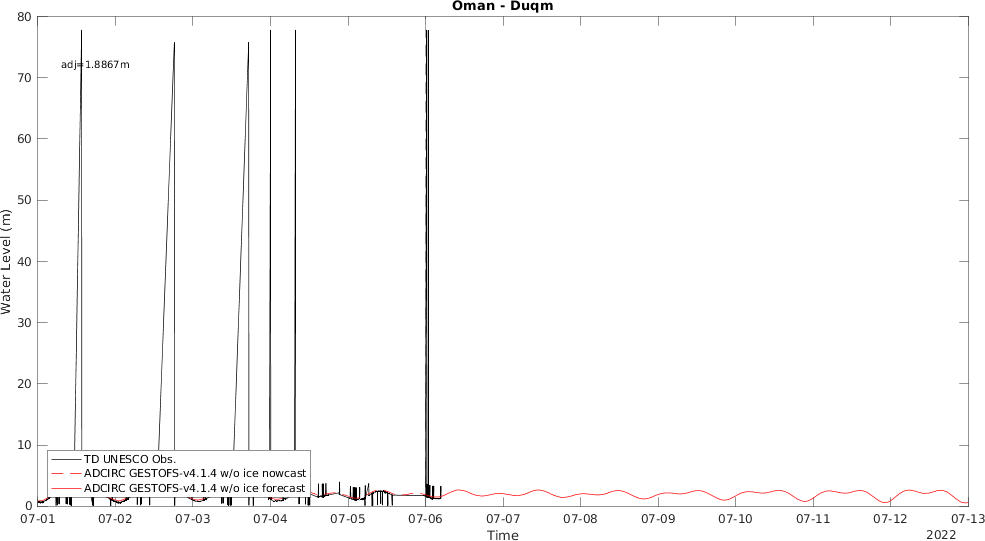 Oman - Duqm
80
70
60
50
40
30
20
10
0
Water Level (m)
adj=1.8867m
TD UNESCO Obs.
ADCIRC GESTOFS-v4.1.4 w/o ice nowcast
ADCIRC GESTOFS-v4.1.4 w/o ice forecast
07-01 07-02 07-03 07-04 07-05 07-06 07-07 07-08 07-09 07-10 07-11 07-12 07-13
Time
2022